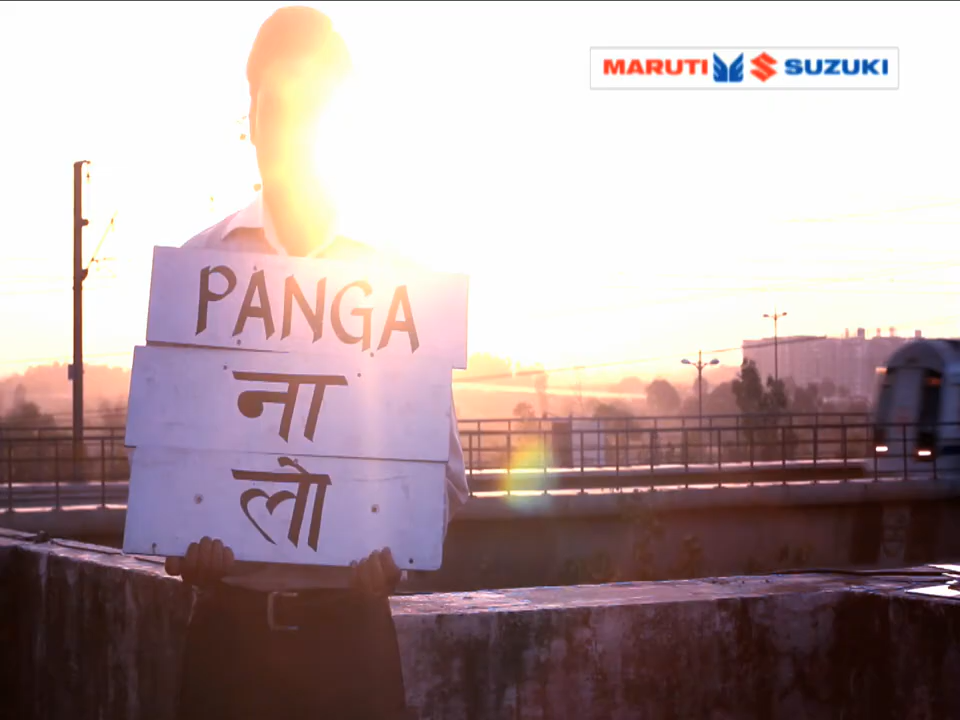 MARUTI SUZUKI
PANGA
ना
लो